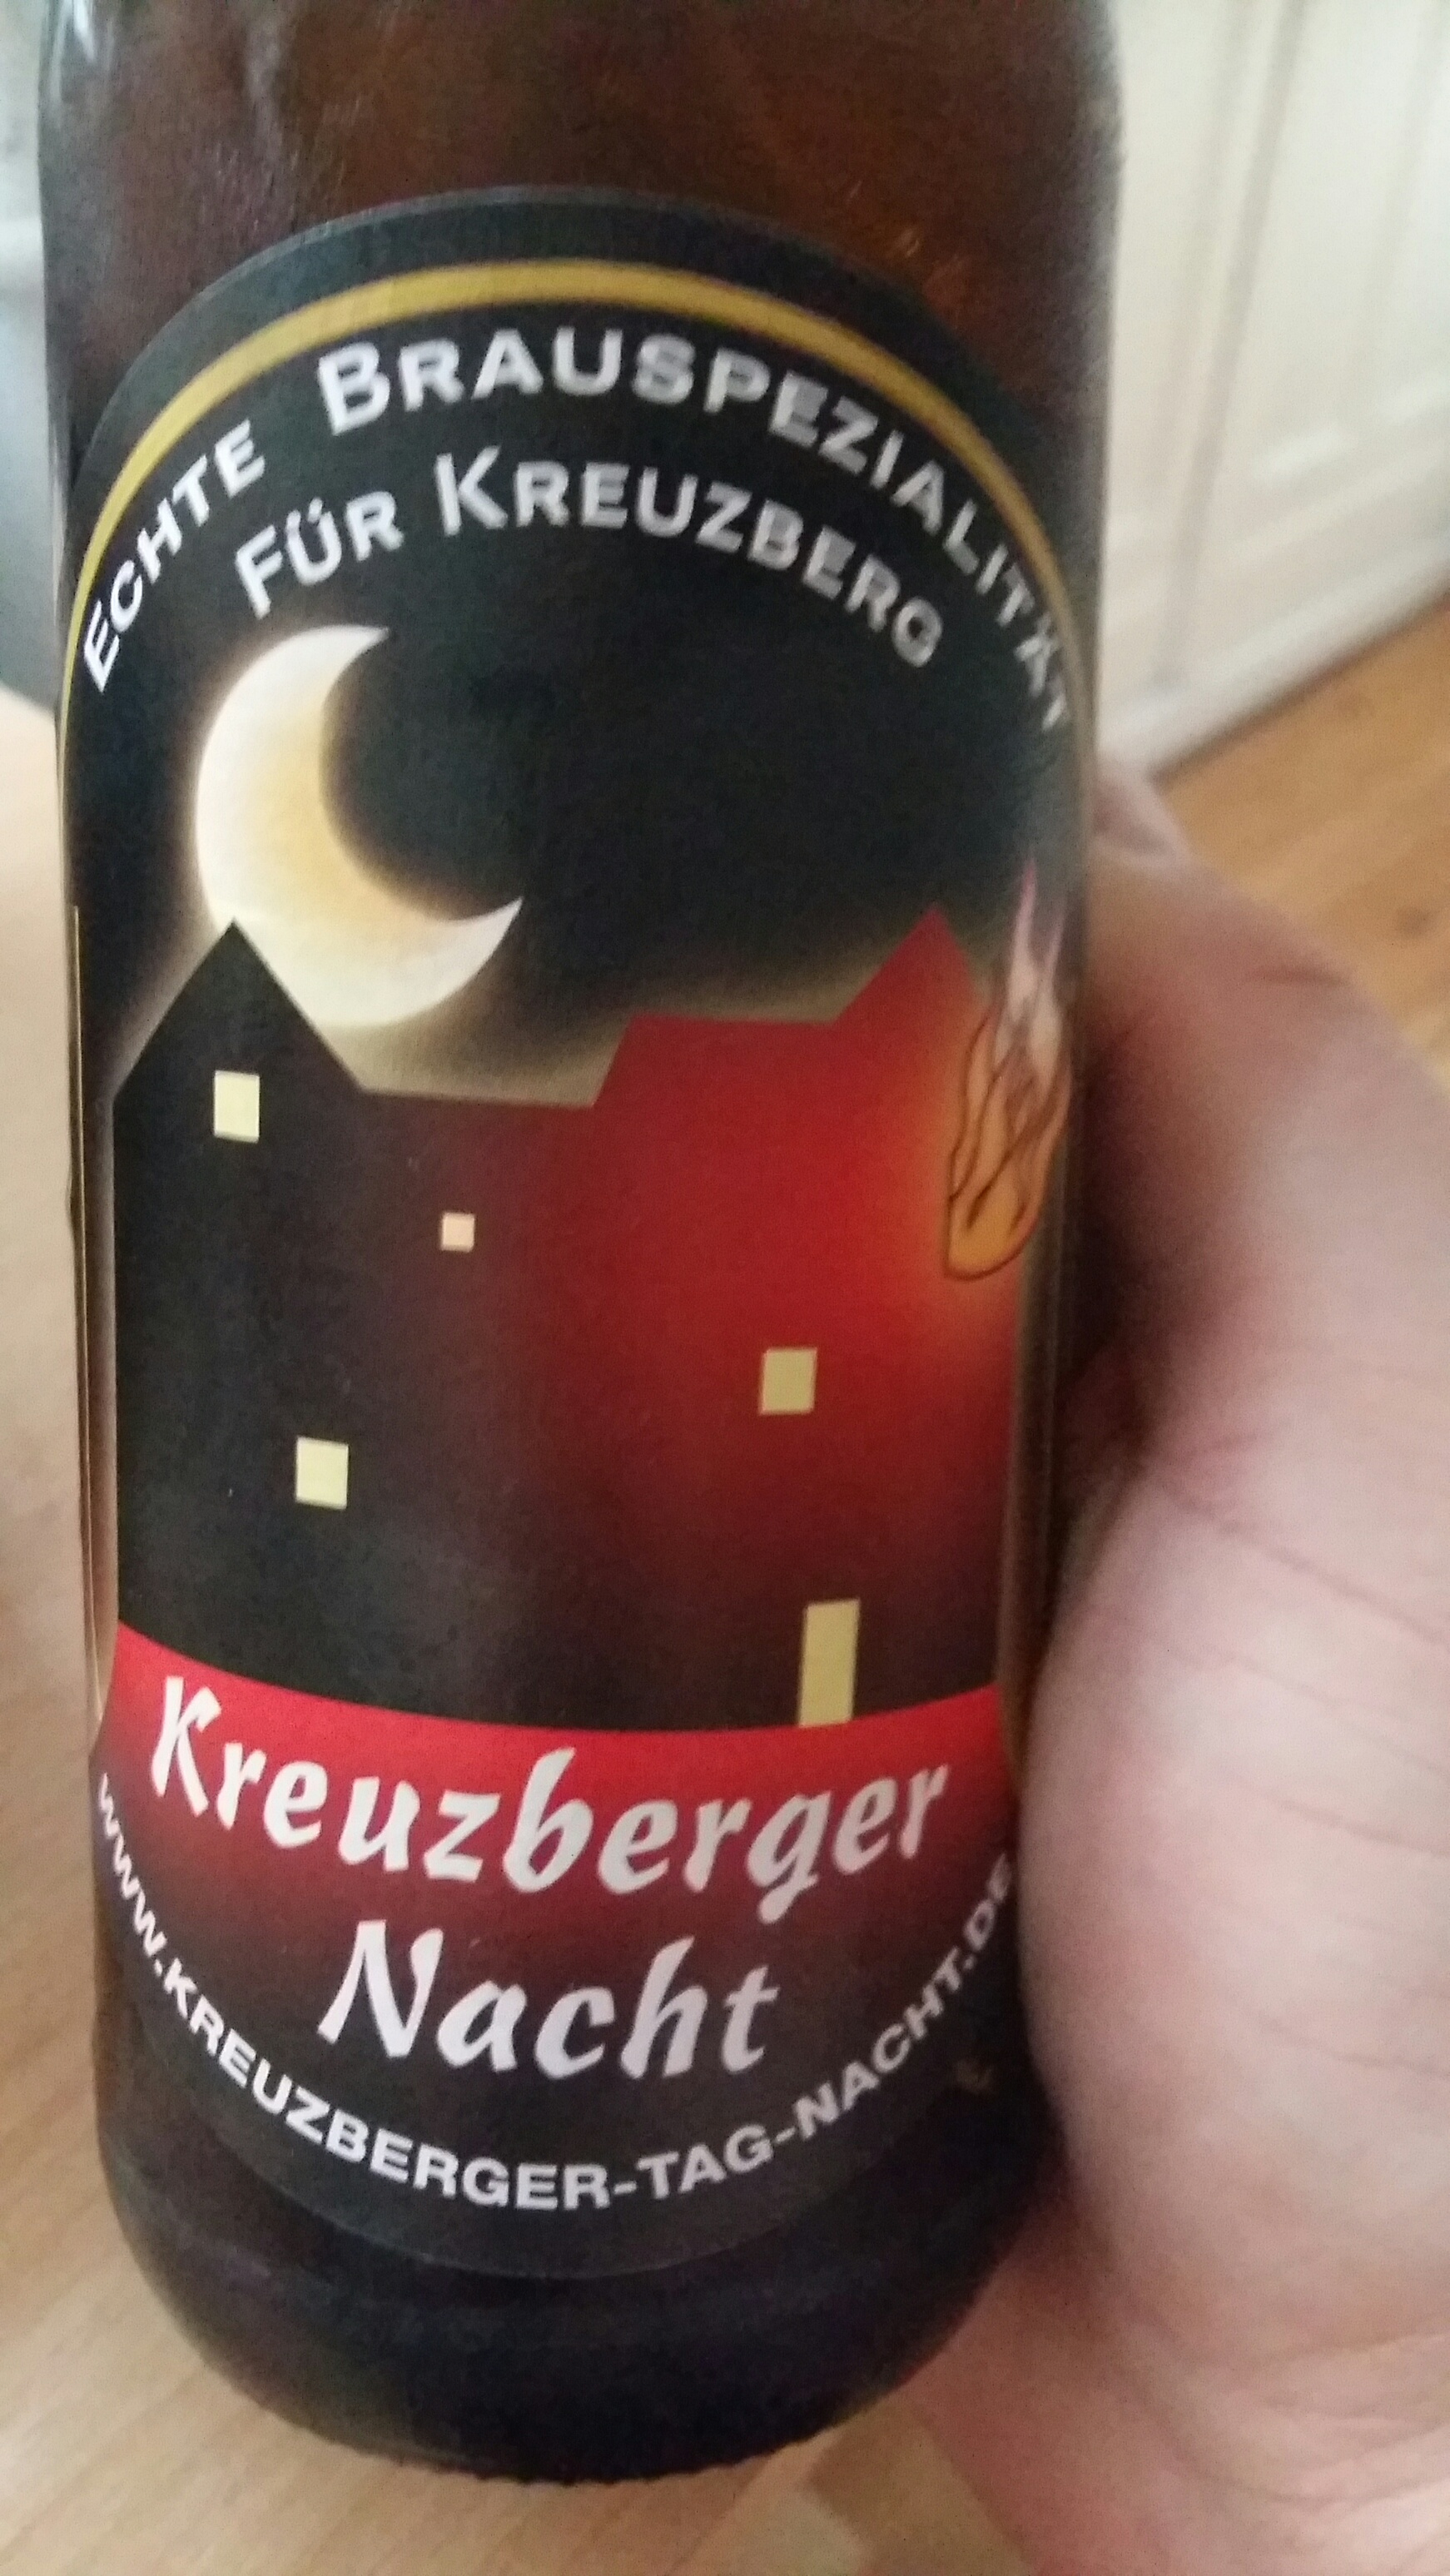 ECHTE BRAUSPEZIALITÄT
FÜR KREUZBERG
Kreuzberger
Nacht
WWW.KREUZBERGER-TAG-NACHT.DE